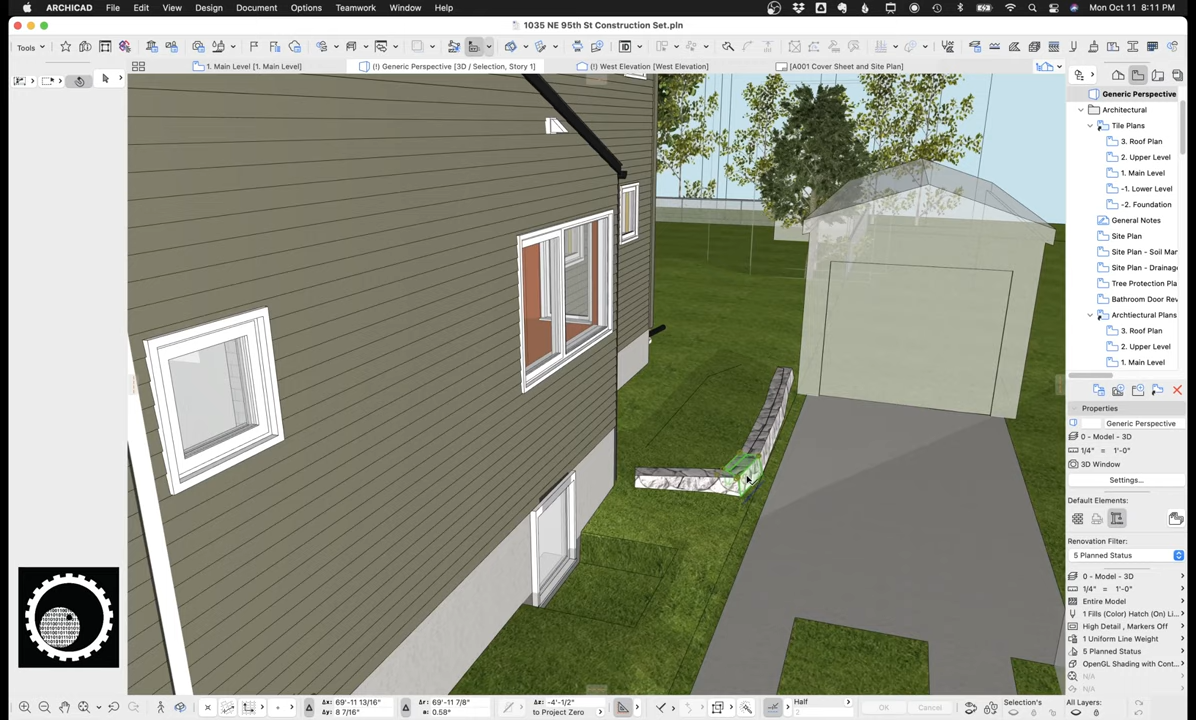 ARCHICAD File Edit View Design Document Options Teamwork Window Help Mon Oct 11 8:11 PM
1035 NE 95th St Construction Set.pln
Tools
1. Main Level [1. Main Level]
(!) Generic Perspective [3D / Selection, Story 1]
(!) West Elevation [West Elevation]
[A001 Cover Sheet and Site Plan]
Generic Perspective
Architectural
Tile Plans
3. Roof Plan
2. Upper Level
1. Main Level
-1. Lower Level
-2. Foundation
General Notes
Site Plan
Site Plan - Soil Mar
Site Plan - Drainag
Tree Protection Pla
Bathroom Door Rev
Archtiectural Plans
3. Roof Plan
2. Upper Level
1. Main Level
Properties
Generic Perspective
0 - Model - 3D
1/4" = 1'-0"
3D Window
Settings...
Default Elements:
Renovation Filter:
5 Planned Status
0 - Model - 3D
1/4" = 1'-0"
Entire Model
1 Fills (Color) Hatch (On) Li...
High Detail , Markers Off
1 Uniform Line Weight
5 Planned Status
OpenGL Shading with Cont...
N/A
N/A
Δx: 69'-11 13/16"
Δy: 8 7/16"
Δr: 69'-11 7/8"
α: 0.58°
Δz: -4'-1/2"
to Project Zero
Half
2
OK
Cancel
Selection's
All Layers: